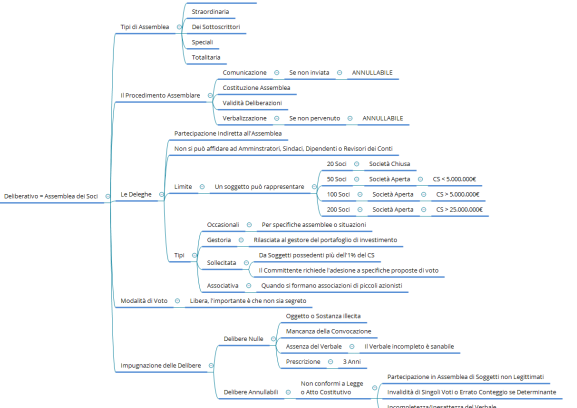 Straordinaria
Tipi di Assemblea
Dei Sottoscrittori
Speciali
Totalitaria
Comunicazione Se non inviata ANNULLABILE
Costituzione Assemblea
Il Procedimento Assemblare
Validità Deliberazioni
Verbalizzazione Se non pervenuto ANNULLABILE
Partecipazione Indiretta all'Assemblea
Non si può affidare ad Amminstratori, Sindaci, Dipendenti o Revisori dei Conti
20 Soci Società Chiusa
50 Soci Società Aperta CS < 5.000.000€
Limite Un soggetto può rappresentare
100 Soci Società Aperta CS > 5.000.000€
Deliberativo = Assemblea dei Soci Le Deleghe
200 Soci Società Aperta CS > 25.000.000€
Occasionali Per specifiche assemblee o situazioni
Gestoria Rilasciata al gestore del portafoglio di investimento
Tipi
Da Soggetti possedenti più dell'1% del CS
Sollecitata
Il Committente richiede l'adesione a specifiche proposte di voto
Associativa Quando si formano associazioni di piccoli azionisti
Modalità di Voto Libera, l'importante è che non sia segreto
Oggetto o Sostanza illecita
Mancanza della Convocazione
Delibere Nulle
Assenza del Verbale Il Verbale Incompleto è sanabile
Prescrizione 3 Anni
Impugnazione delle Delibere
Partecipazione in Assemblea di Soggetti non Legittimati
Non conformi a Legge
Delibere Annullabili
o Atto Costitutivo
Invalidità di Singoli Voti o Errato Conteggio se Determinante
Incompletezza/Inesattezza del Verbale